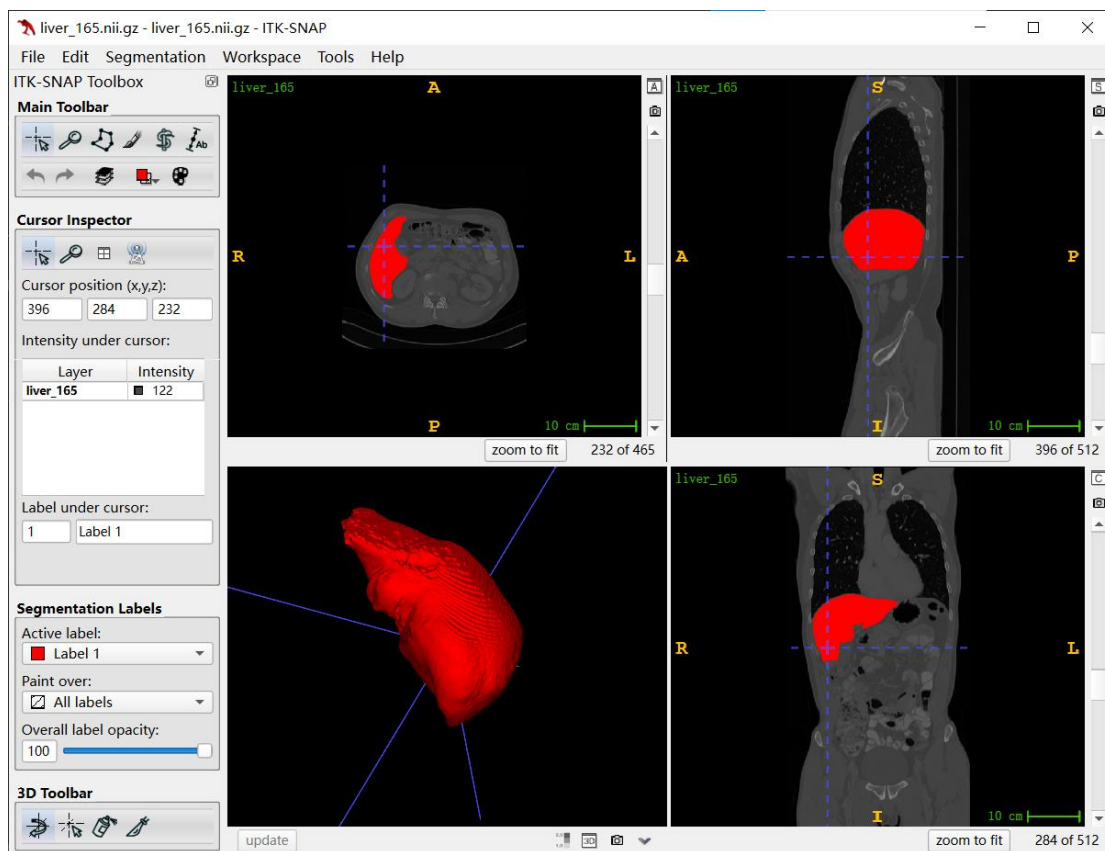 liver_165.nii.gz - liver_165.nii.gz - ITK-SNAP
File Edit Segmentation Workspace Tools Help
ITK-SNAP Toolbox
Main Toolbar
Ab
Cursor Inspector
Cursor position (x,y,z):
396 284 232
Intensity under cursor:
Layer Intensity
liver_165 122
Label under cursor:
1 Label 1
Segmentation Labels
Active label:
Label 1
Paint over:
All labels
Overall label opacity:
100
3D Toolbar
liver_165
A
R
L
P
10 cm
A
zoom to fit 232 of 465
liver_165
S
A
P
I
10 cm
S
zoom to fit 396 of 512
update
3D
liver_165
S
R
L
I
10 cm
C
zoom to fit 284 of 512